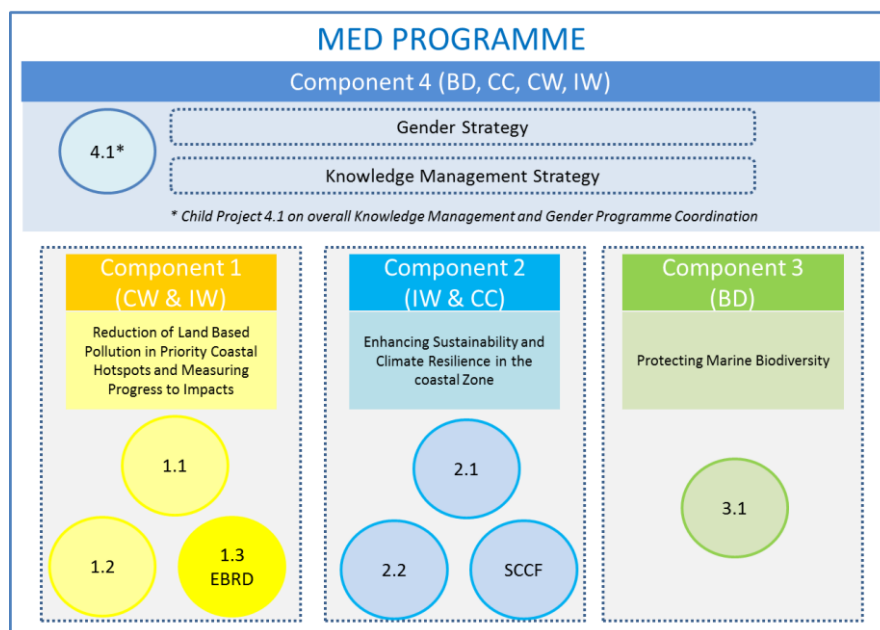 MED PROGRAMME
Component 4 (BD, CC, CW, IW)
4.1*
Gender Strategy
Knowledge Management Strategy
* Child Project 4.1 on overall Knowledge Management and Gender Programme Coordination
Component 1
(CW & IW)
Reduction of Land Based
Pollution in Priority Coastal
Hotspots and Measuring
Progress to Impacts
1.1
1.2
1.3
EBRD
Component 2
(IW & CC)
Enhancing Sustainability and
Climate Resilience in the
coastal Zone
2.1
2.2
SCCF
Component 3
(BD)
Protecting Marine Biodiversity
3.1